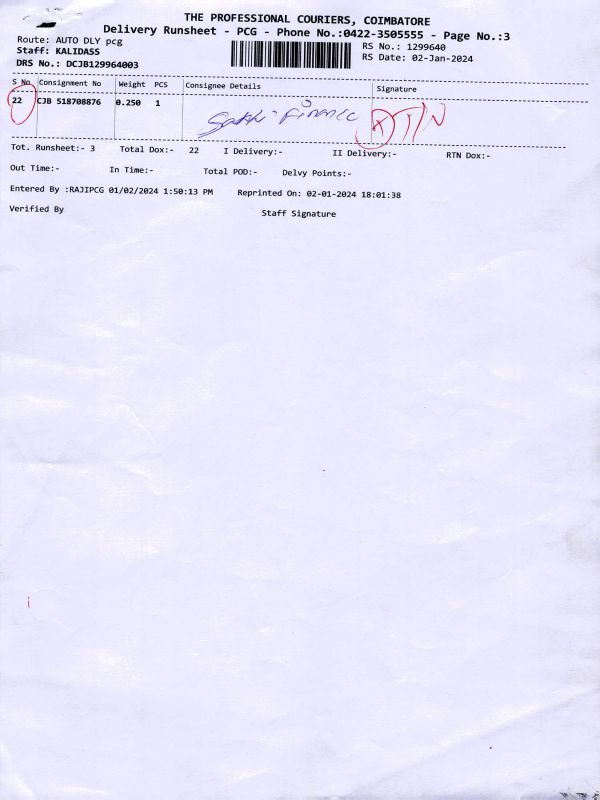 THE PROFESSIONAL COURIERS, COIMBATORE
Delivery Runsheet - PCG - Phone No.:0422-3505555 - Page No.:3
Route: AUTO DLY pcg
RS No.: 1299640
Staff: KALIDASS
RS Date: 02-Jan-2024
DRS No.: DCJB129964003
S No Consignment No Weight PCS Consignee Details Signature
22 CJB 518708876 0.250 1 Sakthi Finance
Tot. Runsheet:- 3 Total Dox:- 22 I Delivery:- II Delivery:- RTN Dox:-
Out Time:- In Time:- Total POD:- Delvy Points:-
Entered By :RAJIPCG 01/02/2024 1:50:13 PM Reprinted On: 02-01-2024 18:01:38
Verified By Staff Signature